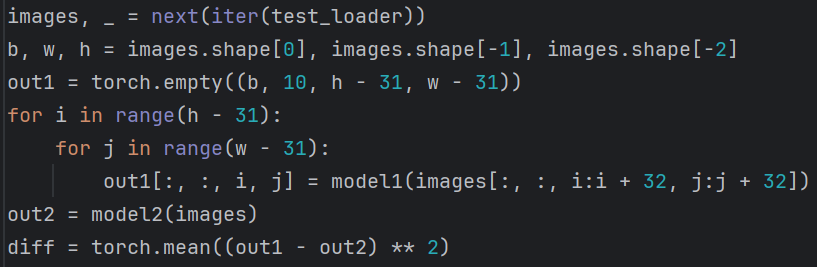 images, _ = next(iter(test_loader))
b, w, h = images.shape[0], images.shape[-1], images.shape[-2]
out1 = torch.empty((b, 10, h - 31, w - 31))
for i in range(h - 31):
    for j in range(w - 31):
        out1[:, :, i, j] = model1(images[:, :, i:i + 32, j:j + 32])
out2 = model2(images)
diff = torch.mean((out1 - out2) ** 2)